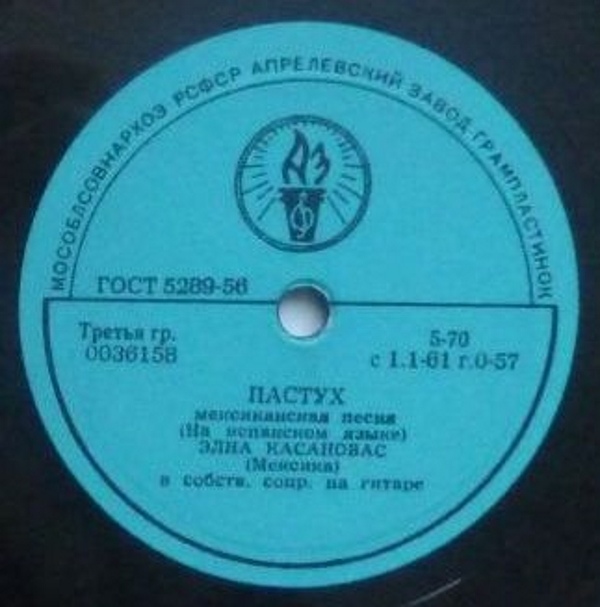 МОСОБЛСОВНАРХОЗ РСФСР АПРЕЛЕВСКИЙ ЗАВОД ГРАМПЛАСТИНОК
АЗ
ГОСТ 5289-56
Третья гр.
0036158
5-70
с 1.1-61 г.0-57
ПАСТУХ
мексиканская песня
(На испанском языке)
ЭЛНА КАСАНОВАС
(Мексика)
в собств. сопр. на гитаре